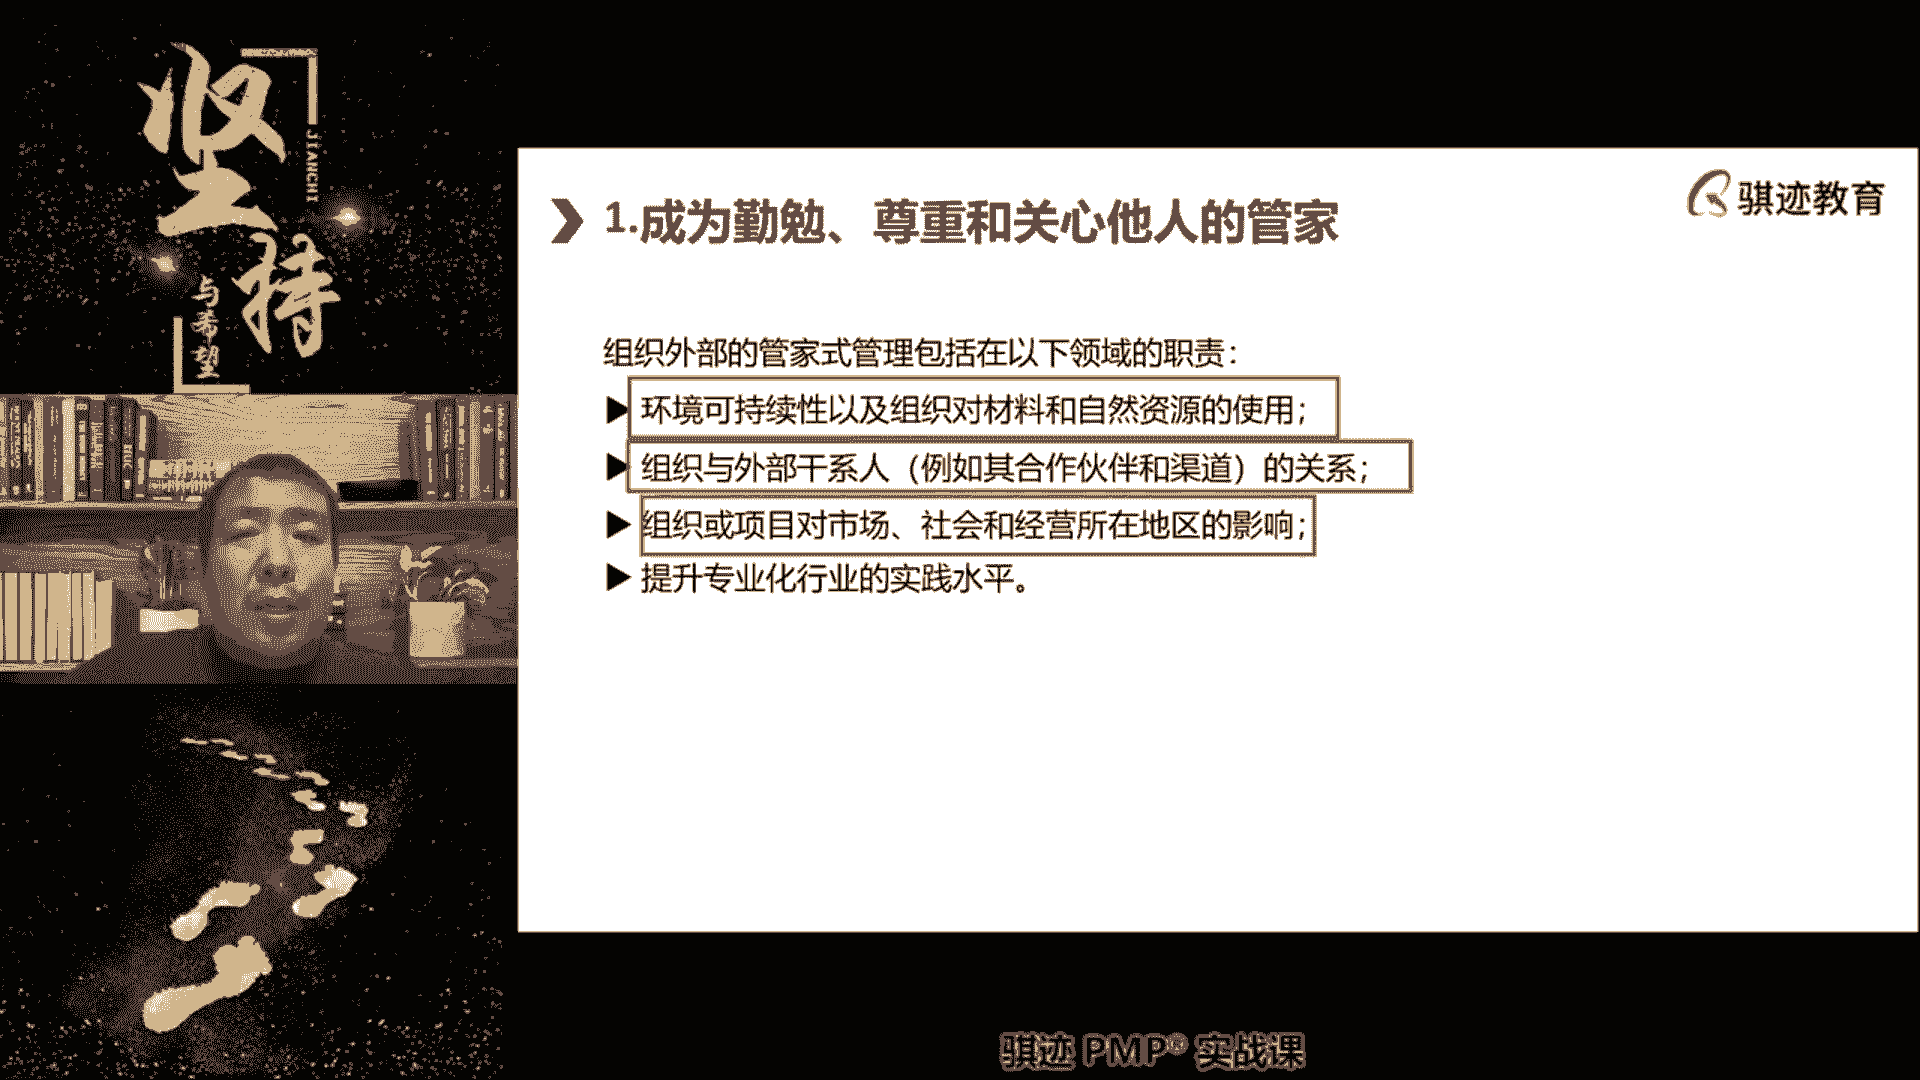 坚持
JIANCHI
与希望
骐迹教育
1.成为勤勉、尊重和关心他人的管家
组织外部的管家式管理包括在以下领域的职责：
环境可持续性以及组织对材料和自然资源的使用；
组织与外部干系人（例如其合作伙伴和渠道）的关系；
组织或项目对市场、社会和经营所在地区的影响；
提升专业化行业的实践水平。
骐迹 PMP® 实战课